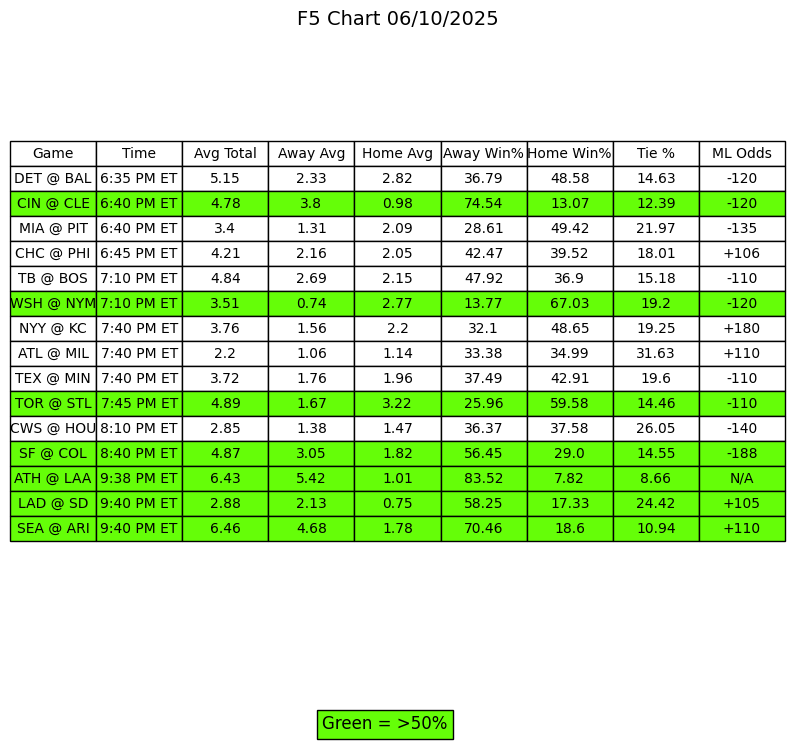 F5 Chart 06/10/2025
Game Time Avg Total Away Avg Home Avg Away Win% Home Win% Tie % ML Odds
DET @ BAL 6:35 PM ET 5.15 2.33 2.82 36.79 48.58 14.63 -120
CIN @ CLE 6:40 PM ET 4.78 3.8 0.98 74.54 13.07 12.39 -120
MIA @ PIT 6:40 PM ET 3.4 1.31 2.09 28.61 49.42 21.97 -135
CHC @ PHI 6:45 PM ET 4.21 2.16 2.05 42.47 39.52 18.01 +106
TB @ BOS 7:10 PM ET 4.84 2.69 2.15 47.92 36.9 15.18 -110
WSH @ NYM 7:10 PM ET 3.51 0.74 2.77 13.77 67.03 19.2 -120
NYY @ KC 7:40 PM ET 3.76 1.56 2.2 32.1 48.65 19.25 +180
ATL @ MIL 7:40 PM ET 2.2 1.06 1.14 33.38 34.99 31.63 +110
TEX @ MIN 7:40 PM ET 3.72 1.76 1.96 37.49 42.91 19.6 -110
TOR @ STL 7:45 PM ET 4.89 1.67 3.22 25.96 59.58 14.46 -110
CWS @ HOU 8:10 PM ET 2.85 1.38 1.47 36.37 37.58 26.05 -140
SF @ COL 8:40 PM ET 4.87 3.05 1.82 56.45 29.0 14.55 -188
ATH @ LAA 9:38 PM ET 6.43 5.42 1.01 83.52 7.82 8.66 N/A
LAD @ SD 9:40 PM ET 2.88 2.13 0.75 58.25 17.33 24.42 +105
SEA @ ARI 9:40 PM ET 6.46 4.68 1.78 70.46 18.6 10.94 +110
Green = >50%